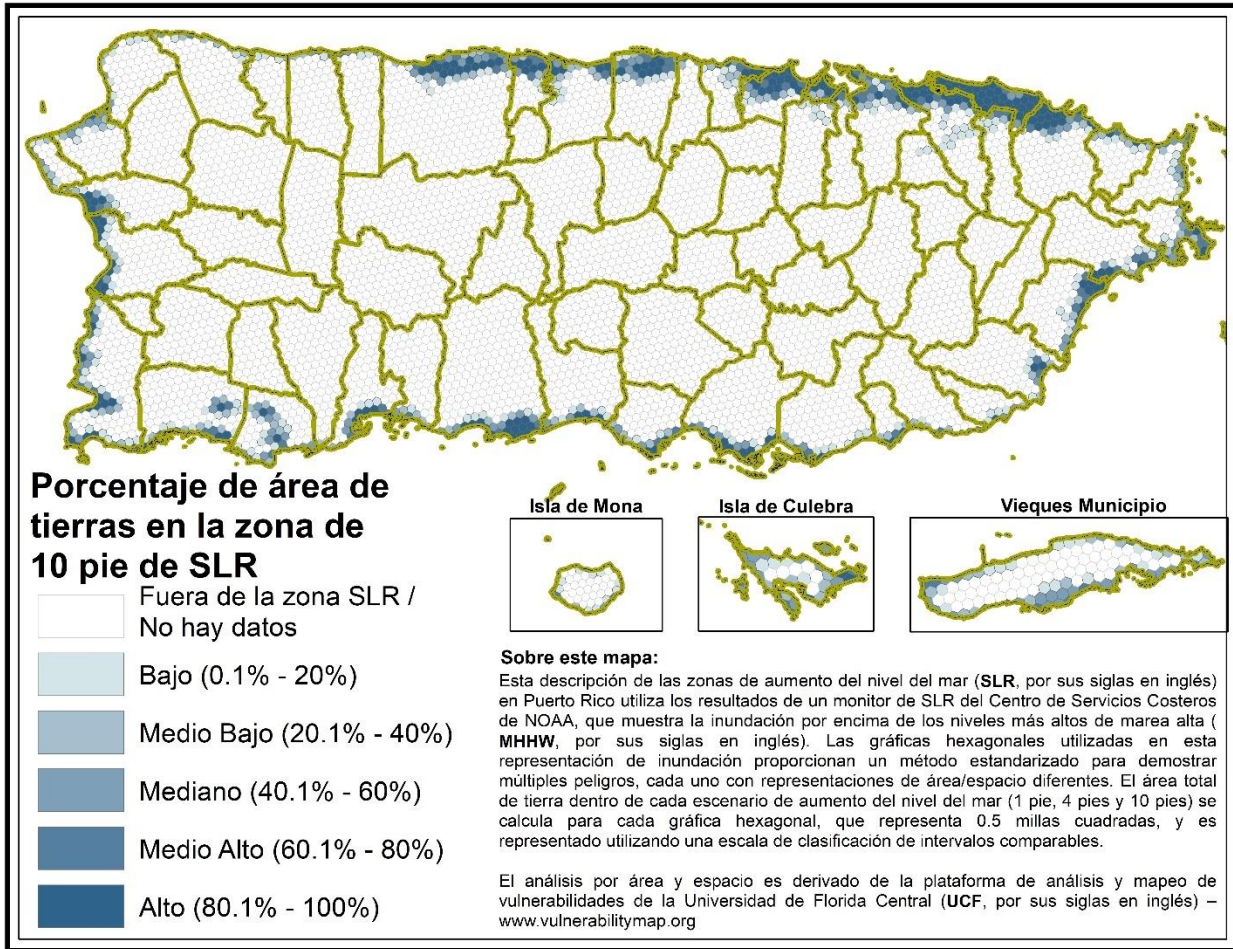 Porcentaje de área de
tierras en la zona de
10 pie de SLR
Fuera de la zona SLR /
No hay datos
Bajo (0.1% - 20%)
Medio Bajo (20.1% - 40%)
Mediano (40.1% - 60%)
Medio Alto (60.1% - 80%)
Alto (80.1% - 100%)
Isla de Mona
Isla de Culebra
Vieques Municipio
Sobre este mapa:
Esta descripción de las zonas de aumento del nivel del mar (SLR, por sus siglas en inglés)
en Puerto Rico utiliza los resultados de un monitor de SLR del Centro de Servicios Costeros
de NOAA, que muestra la inundación por encima de los niveles más altos de marea alta (
MHHW, por sus siglas en inglés). Las gráficas hexagonales utilizadas en esta
representación de inundación proporcionan un método estandarizado para demostrar
múltiples peligros, cada uno con representaciones de área/espacio diferentes. El área total
de tierra dentro de cada escenario de aumento del nivel del mar (1 pie, 4 pies y 10 pies) se
calcula para cada gráfica hexagonal, que representa 0.5 millas cuadradas, y es
representado utilizando una escala de clasificación de intervalos comparables.
El análisis por área y espacio es derivado de la plataforma de análisis y mapeo de
vulnerabilidades de la Universidad de Florida Central (UCF, por sus siglas en inglés) –
www.vulnerabilitymap.org